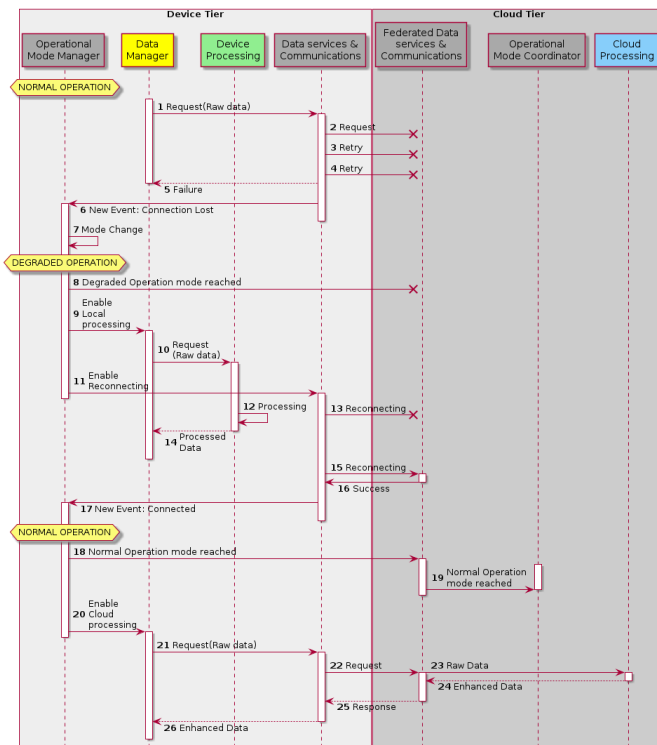 Device Tier
Cloud Tier
Operational
Mode Manager
Data
Manager
Device
Processing
Data services &
Communications
Federated Data
services &
Communications
Operational
Mode Coordinator
Cloud
Processing
NORMAL OPERATION
1 Request(Raw data)
2 Request
3 Retry
4 Retry
5 Failure
6 New Event: Connection Lost
7 Mode Change
DEGRADED OPERATION
8 Degraded Operation mode reached
Enable
9 Local
processing
10 Request
(Raw data)
11 Enable
Reconnecting
12 Processing
13 Reconnecting
14 Processed
Data
15 Reconnecting
16 Success
17 New Event: Connected
NORMAL OPERATION
18 Normal Operation mode reached
19 Normal Operation
mode reached
Enable
20 Cloud
processing
21 Request(Raw data)
22 Request
23 Raw Data
24 Enhanced Data
25 Response
26 Enhanced Data